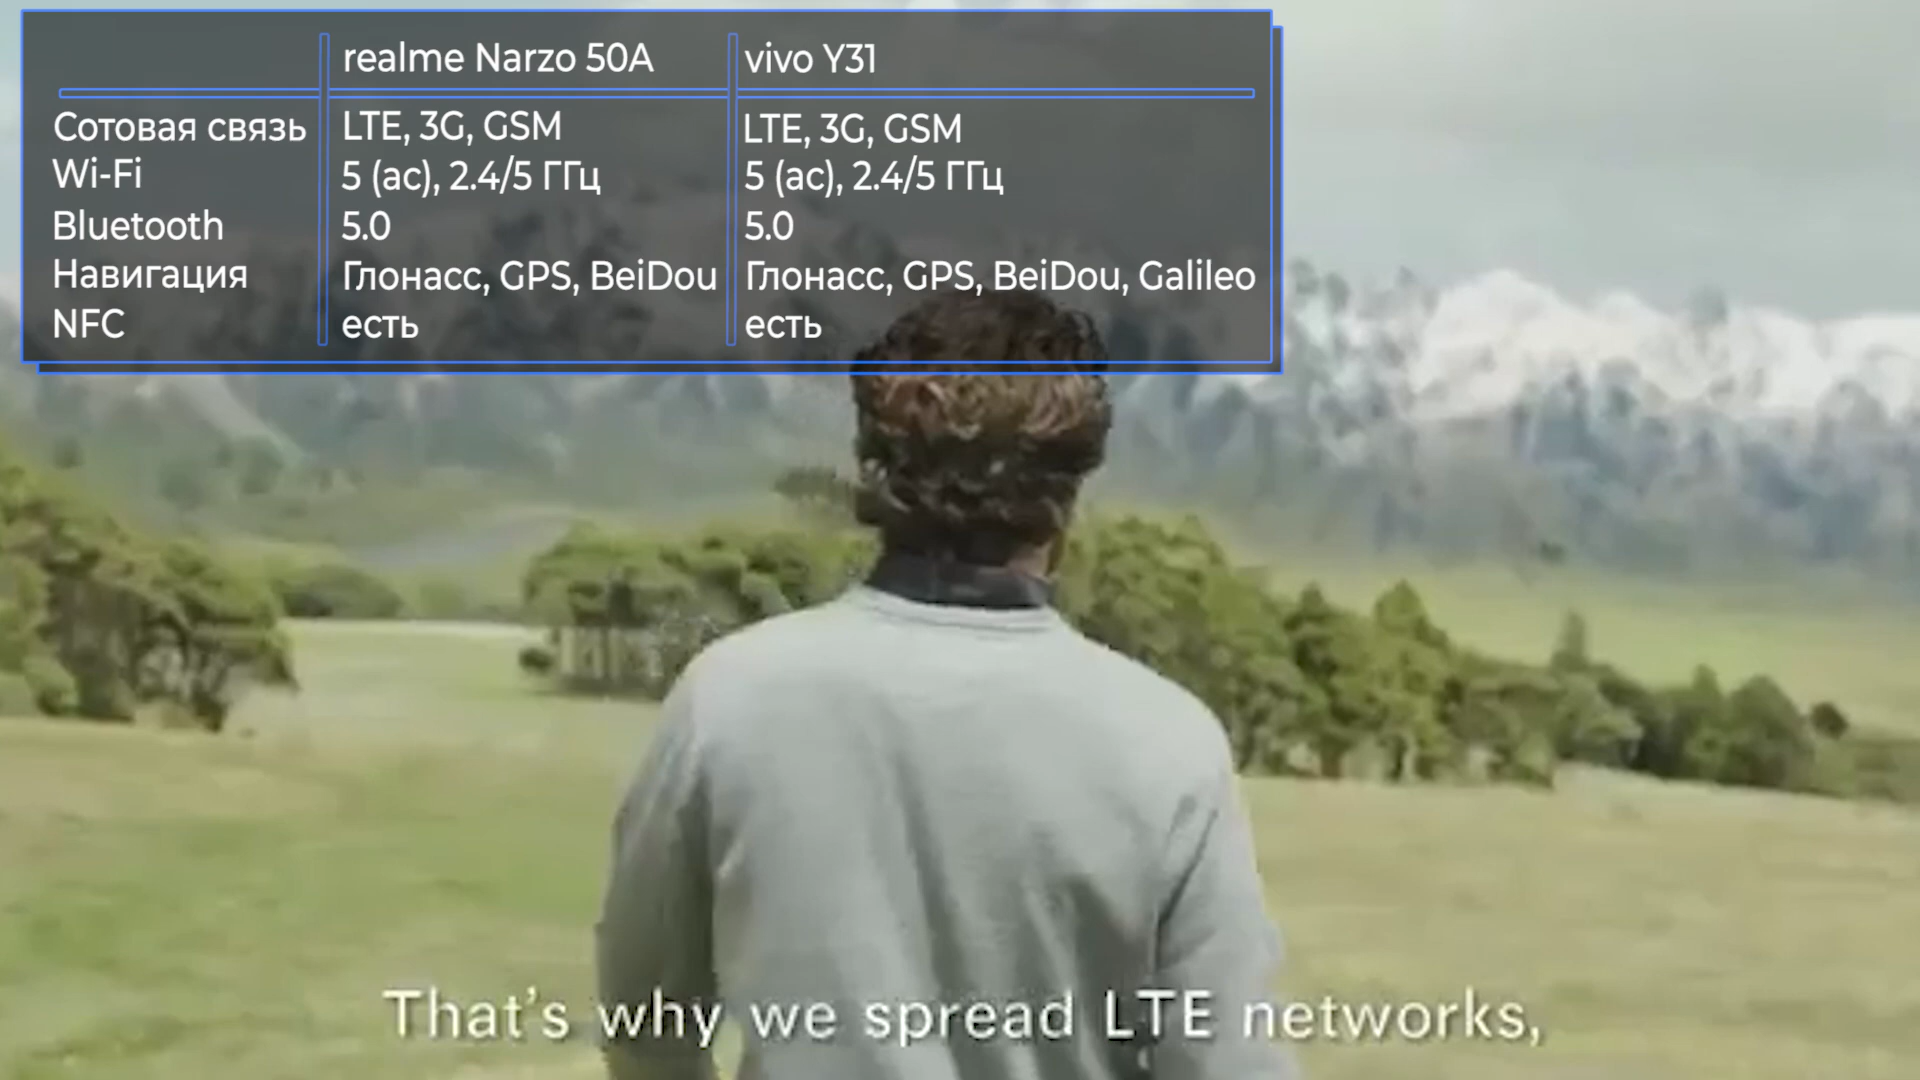 realme Narzo 50A vivo Y31
Сотовая связь LTE, 3G, GSM LTE, 3G, GSM
Wi-Fi 5 (ac), 2.4/5 ГГц 5 (ac), 2.4/5 ГГц
Bluetooth 5.0 5.0
Навигация Глонасс, GPS, BeiDou Глонасс, GPS, BeiDou, Galileo
NFC есть есть
That's why we spread LTE networks,